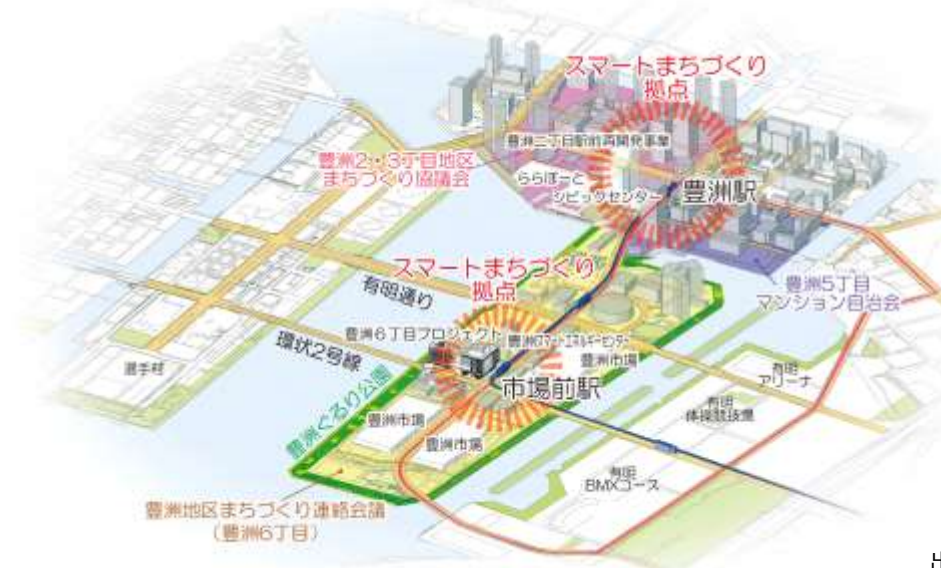 スマートまちづくり
拠点
豊洲二丁目駅前再開発事業
豊洲2・3丁目地区
まちづくり協議会
ららぽーと
シビックセンター
豊洲駅
スマートまちづくり
拠点
有明通り
豊洲5丁目
マンション自治会
豊洲6丁目プロジェクト
豊洲スマートエネルギーセンター
環状2号線
豊洲市場
選手村
市場前駅
有明
アリーナ
有明
体操競技場
豊洲ぐるり公園
豊洲市場
豊洲市場
有明
BMXコース
豊洲地区まちづくり連絡会議
(豊洲6丁目)